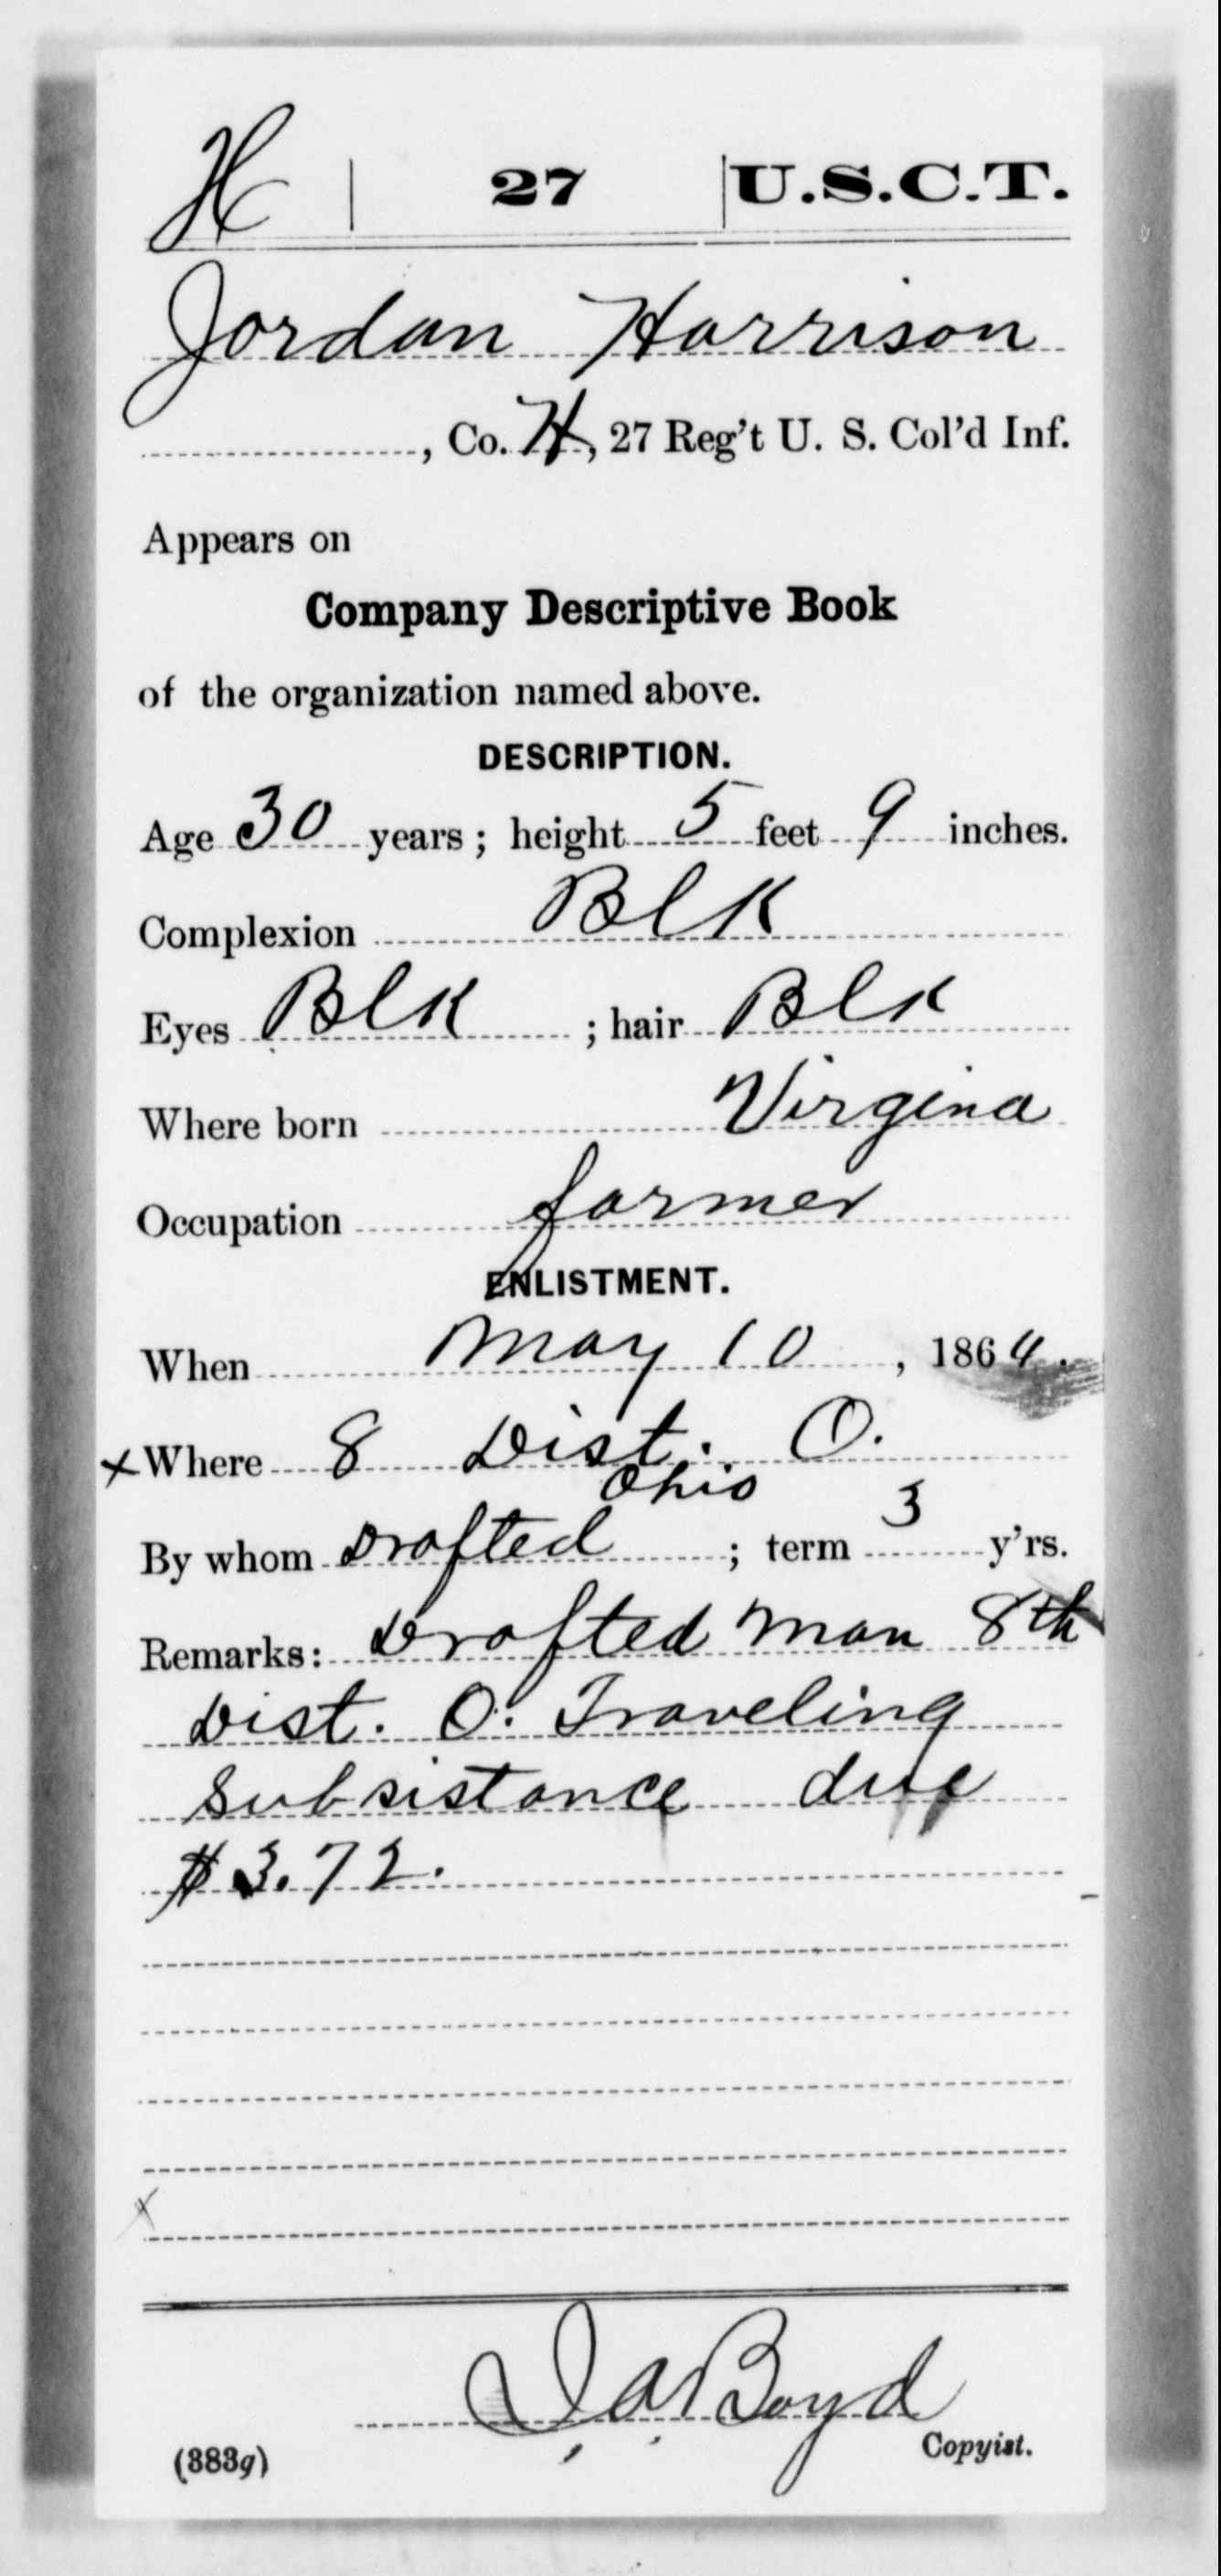 H | 27 | U.S.C.T.
Jordan Harrison
, Co. H, 27 Reg't U. S. Col'd Inf.
Appears on
Company Descriptive Book
of the organization named above.
DESCRIPTION.
Age 30 years; height 5 feet 9 inches.
Complexion Blk
Eyes Blk ; hair Blk
Where born Virgina
Occupation farmer
ENLISTMENT.
When May 10, 1864.
x Where 8 Dist. O.
Ohio
By whom Drafted ; term 3 y'rs.
Remarks: Drafted man 8th
Dist. O. Traveling
Subsistance due
$3.72.
x
J. A. Boyd
Copyist.
(383g)